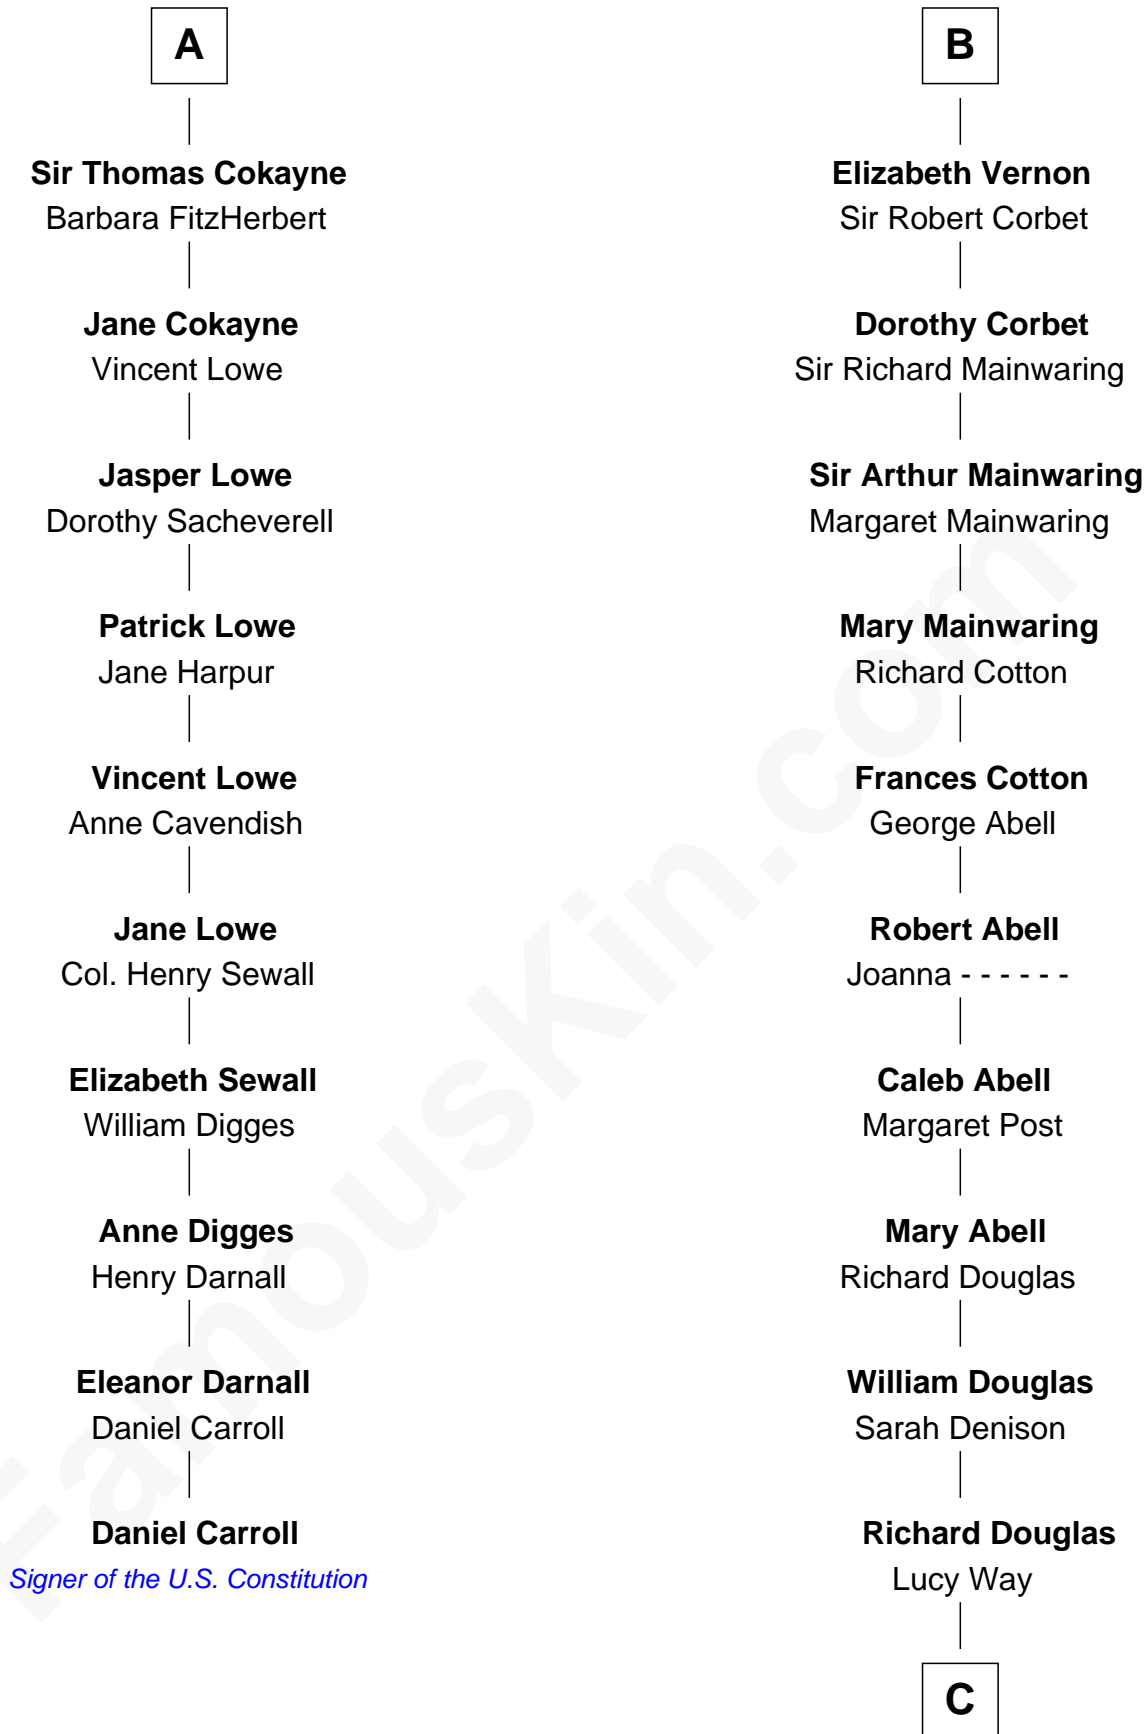 A
Sir Thomas Cokayne
Barbara FitzHerbert
Jane Cokayne
Vincent Lowe
Jasper Lowe
Dorothy Sacheverell
Patrick Lowe
Jane Harpur
Vincent Lowe
Anne Cavendish
Jane Lowe
Col. Henry Sewall
Elizabeth Sewall
William Digges
Anne Digges
Henry Darnall
Eleanor Darnall
Daniel Carroll
Daniel Carroll
Signer of the U.S. Constitution
B
Elizabeth Vernon
Sir Robert Corbet
Dorothy Corbet
Sir Richard Mainwaring
Sir Arthur Mainwaring
Margaret Mainwaring
Mary Mainwaring
Richard Cotton
Frances Cotton
George Abell
Robert Abell
Joanna - - - - - -
Caleb Abell
Margaret Post
Mary Abell
Richard Douglas
William Douglas
Sarah Denison
Richard Douglas
Lucy Way
C
FamousKin.com